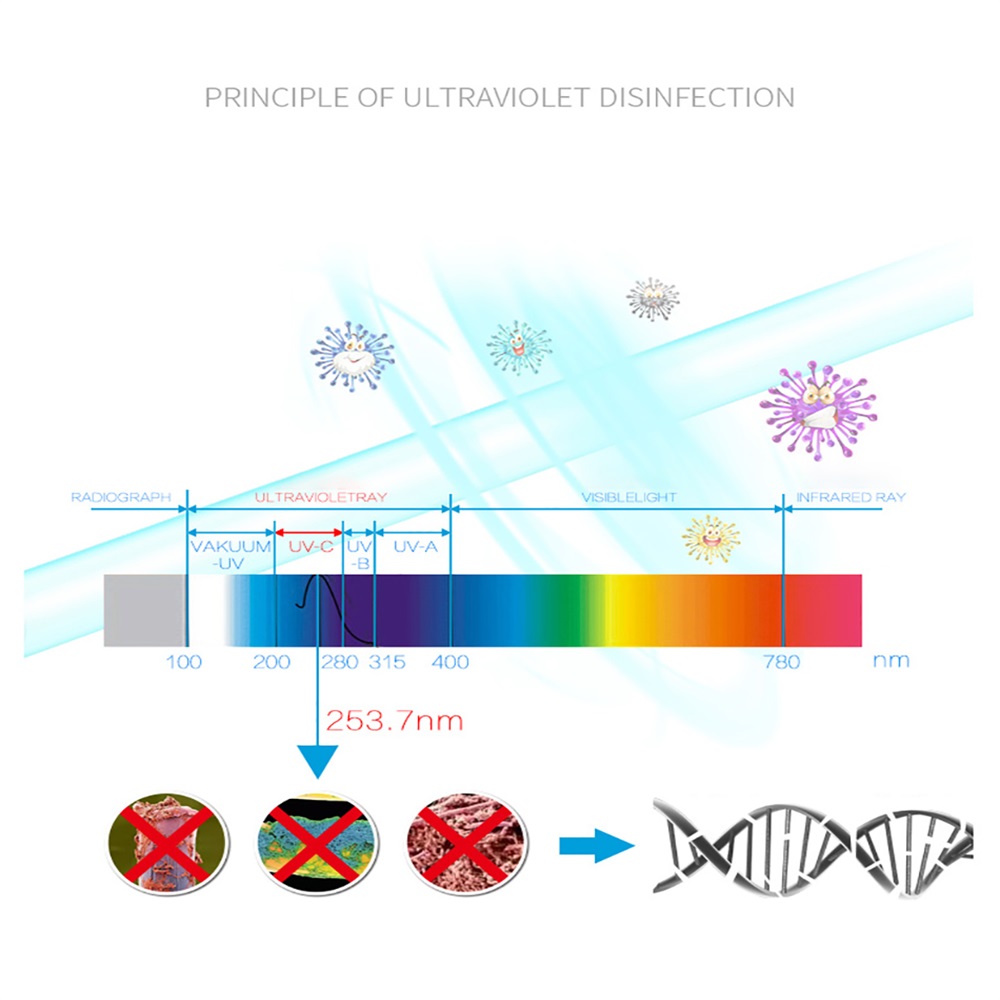 PRINCIPLE OF ULTRAVIOLET DISINFECTION
RADIOGRAPH ULTRAVIOLETRAY VISIBLELIGHT INFRARED RAY
VAKUUM
-UV
UV-C
UV
-B
UV-A
100 200 280 315 400 780 nm
253.7nm